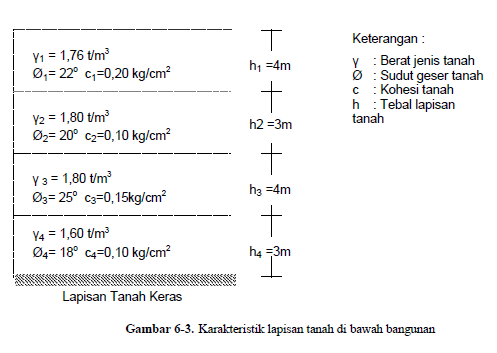 γ1 = 1,76 t/m³
Ø1= 22° c1=0,20 kg/cm²
h1 =4m
γ2 = 1,80 t/m³
Ø2= 20° c2=0,10 kg/cm²
h2 =3m
γ 3 = 1,80 t/m³
Ø3= 25° c3=0,15kg/cm²
h3 =4m
γ4 = 1,60 t/m³
Ø4= 18° c4=0,10 kg/cm²
h4 =3m
Lapisan Tanah Keras
Keterangan :
γ : Berat jenis tanah
Ø : Sudut geser tanah
c : Kohesi tanah
h : Tebal lapisan
tanah
Gambar 6-3. Karakteristik lapisan tanah di bawah bangunan